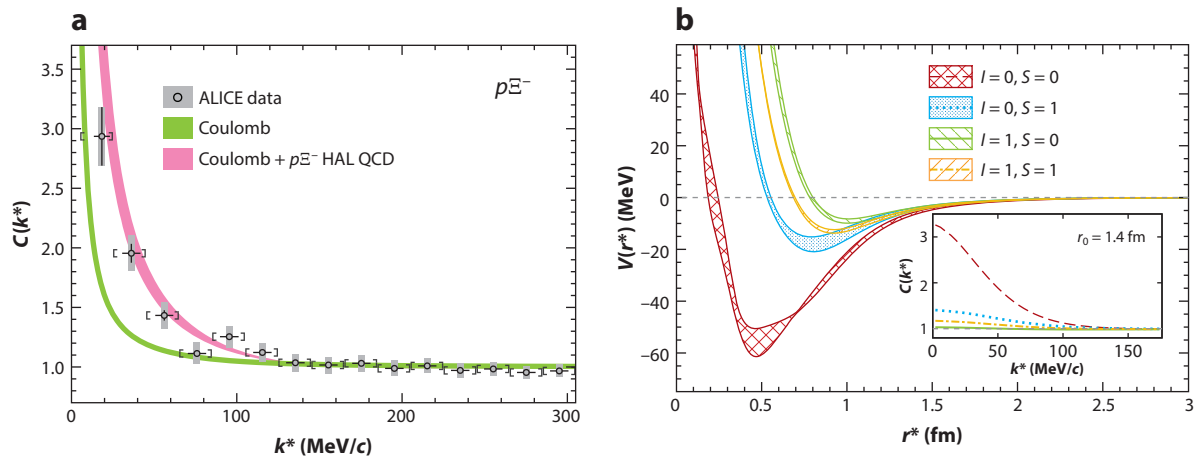 a
3.5
3.0
2.5
2.0
1.5
1.0
C(k*)
0
100
200
300
k* (MeV/c)
pΞ⁻
ALICE data
Coulomb
Coulomb + pΞ⁻ HAL QCD
b
40
20
0
−20
−40
−60
V(r*) (MeV)
0
0.5
1.0
1.5
2
2.5
3
r* (fm)
I = 0, S = 0
I = 0, S = 1
I = 1, S = 0
I = 1, S = 1
r₀ = 1.4 fm
3
2
1
C(k*)
0
50
100
150
k* (MeV/c)